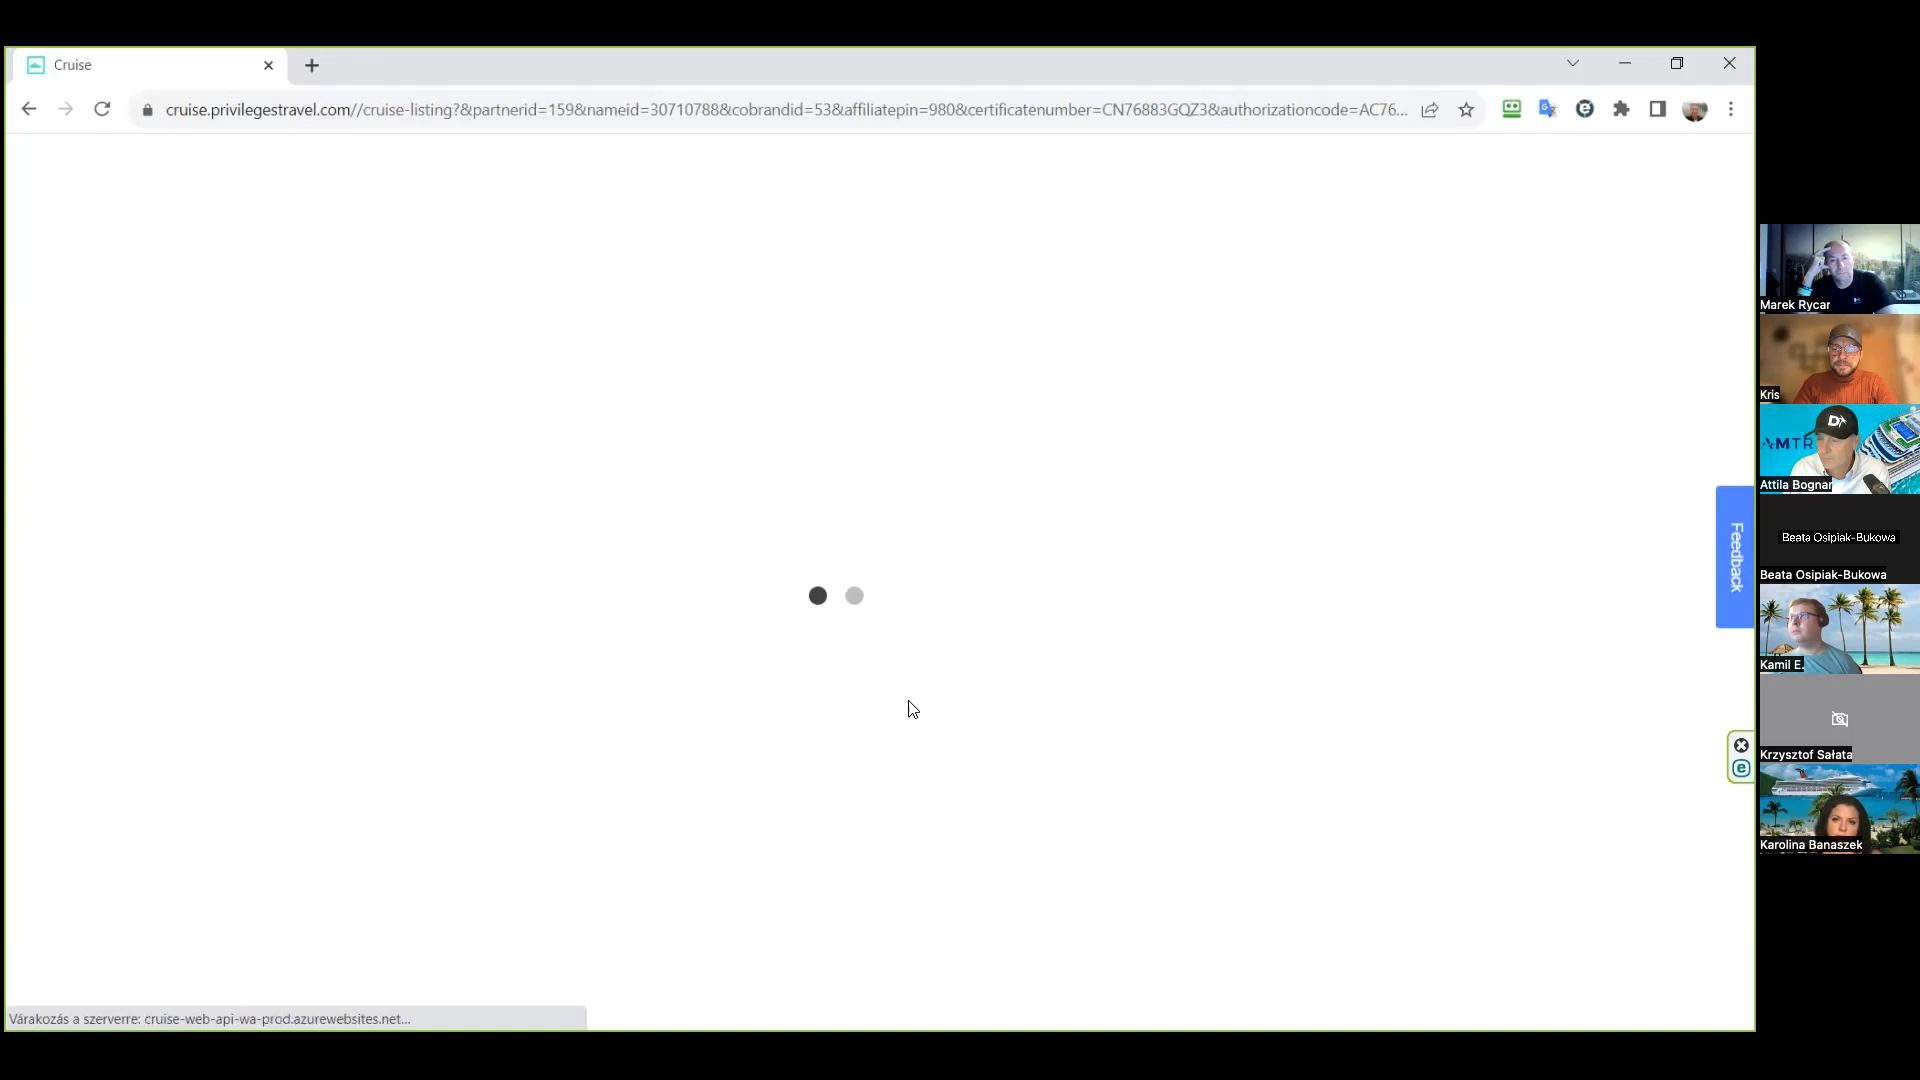 Cruise
cruise.privilegestravel.com//cruise-listing?&partnerid=159&nameid=30710788&cobrandid=53&affiliatepin=980&certificatenumber=CN76883GQZ3&authorizationcode=AC76...
Marek Rycar
Kris
D
AMTR
Attila Bognar
Feedback
Beata Osipiak-Bukowa
Beata Osipiak-Bukowa
Kamil E.
Krzysztof Sałata
e
Karolina Banaszek
Várakozás a szerverre: cruise-web-api-wa-prod.azurewebsites.net...